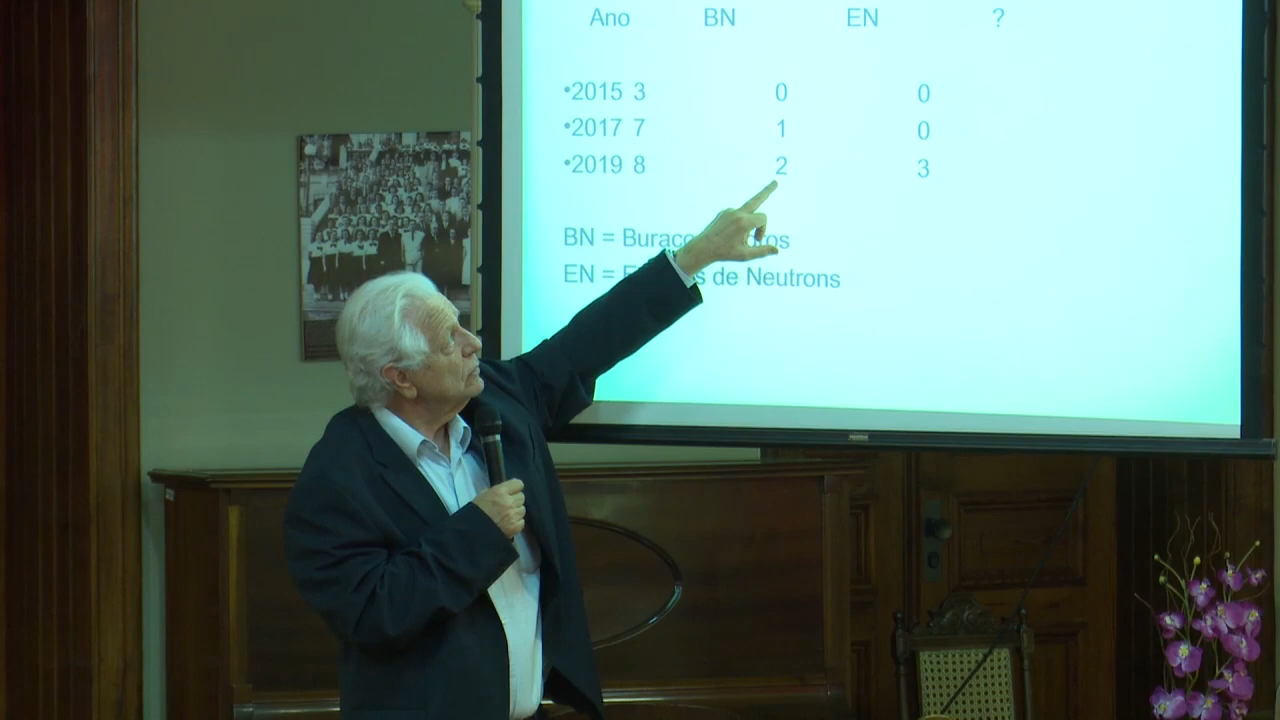 Ano BN EN ?
•2015 3 0 0
•2017 7 1 0
•2019 8 2 3
BN =
EN = de Neutrons